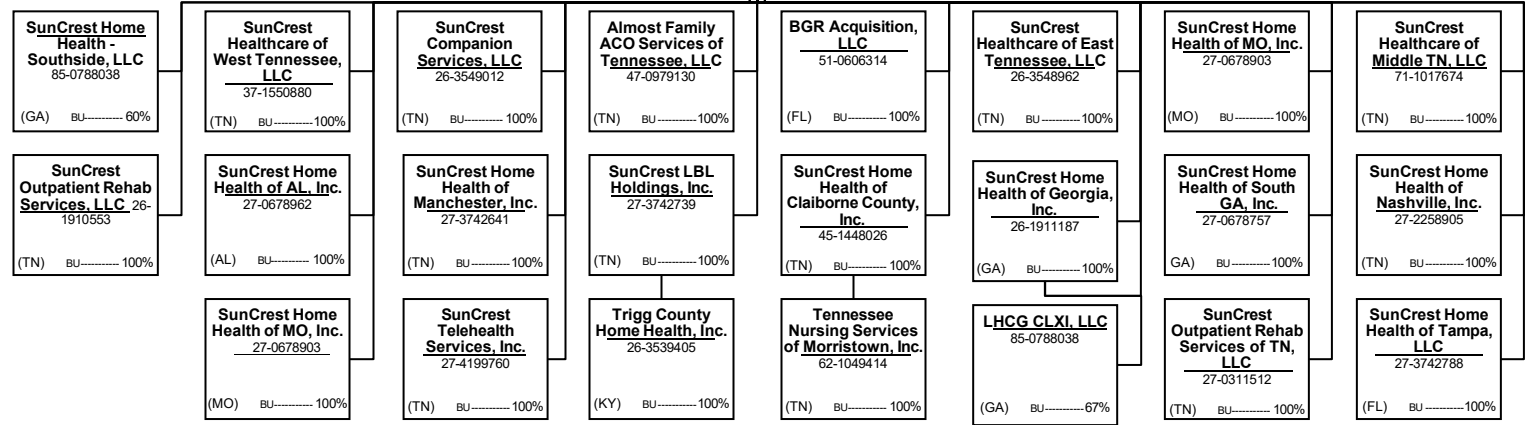 SunCrest Home
Health -
Southside, LLC
85-0788038
(GA) BU----------- 60%
SunCrest
Healthcare of
West Tennessee,
LLC
37-1550880
(TN) BU-----------100%
SunCrest
Companion
Services, LLC
26-3549012
(TN) BU----------- 100%
Almost Family
ACO Services of
Tennessee, LLC
47-0979130
(TN) BU-----------100%
BGR Acquisition,
LLC
51-0606314
(FL) BU----------- 100%
SunCrest
Healthcare of East
Tennessee, LLC
26-3548962
(TN) BU-----------100%
SunCrest Home
Health of MO, Inc.
27-0678903
(MO) BU-----------100%
SunCrest
Healthcare of
Middle TN, LLC
71-1017674
(TN) BU-----------100%
SunCrest
Outpatient Rehab
Services, LLC 26-
1910553
(TN) BU----------- 100%
SunCrest Home
Health of AL, Inc.
27-0678962
(AL) BU----------- 100%
SunCrest Home
Health of
Manchester, Inc.
27-3742641
(TN) BU----------- 100%
SunCrest LBL
Holdings, Inc.
27-3742739
(TN) BU----------- 100%
SunCrest Home
Health of
Claiborne County,
Inc.
45-1448026
(TN) BU----------- 100%
SunCrest Home
Health of Georgia,
Inc.
26-1911187
(GA) BU-----------100%
SunCrest Home
Health of South
GA, Inc.
27-0678757
GA) BU-----------100%
SunCrest Home
Health of
Nashville, Inc.
27-2258905
(TN) BU-----------100%
SunCrest Home
Health of MO, Inc.
27-0678903
(MO) BU----------- 100%
SunCrest
Telehealth
Services, Inc.
27-4199760
(TN) BU----------- 100%
Trigg County
Home Health, Inc.
26-3539405
(KY) BU-----------100%
Tennessee
Nursing Services
of Morristown, Inc.
62-1049414
(TN) BU----------- 100%
LHCG CLXI, LLC
85-0788038
(GA) BU-----------67%
SunCrest
Outpatient Rehab
Services of TN,
LLC
27-0311512
(TN) BU----------- 100%
SunCrest Home
Health of Tampa,
LLC
27-3742788
(FL) BU-----------100%